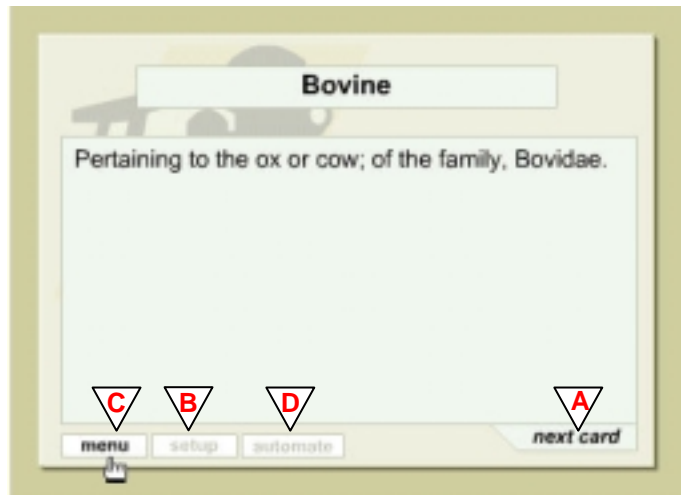 Bovine
Pertaining to the ox or cow; of the family, Bovidae.
C B D A
menu setup automate next card